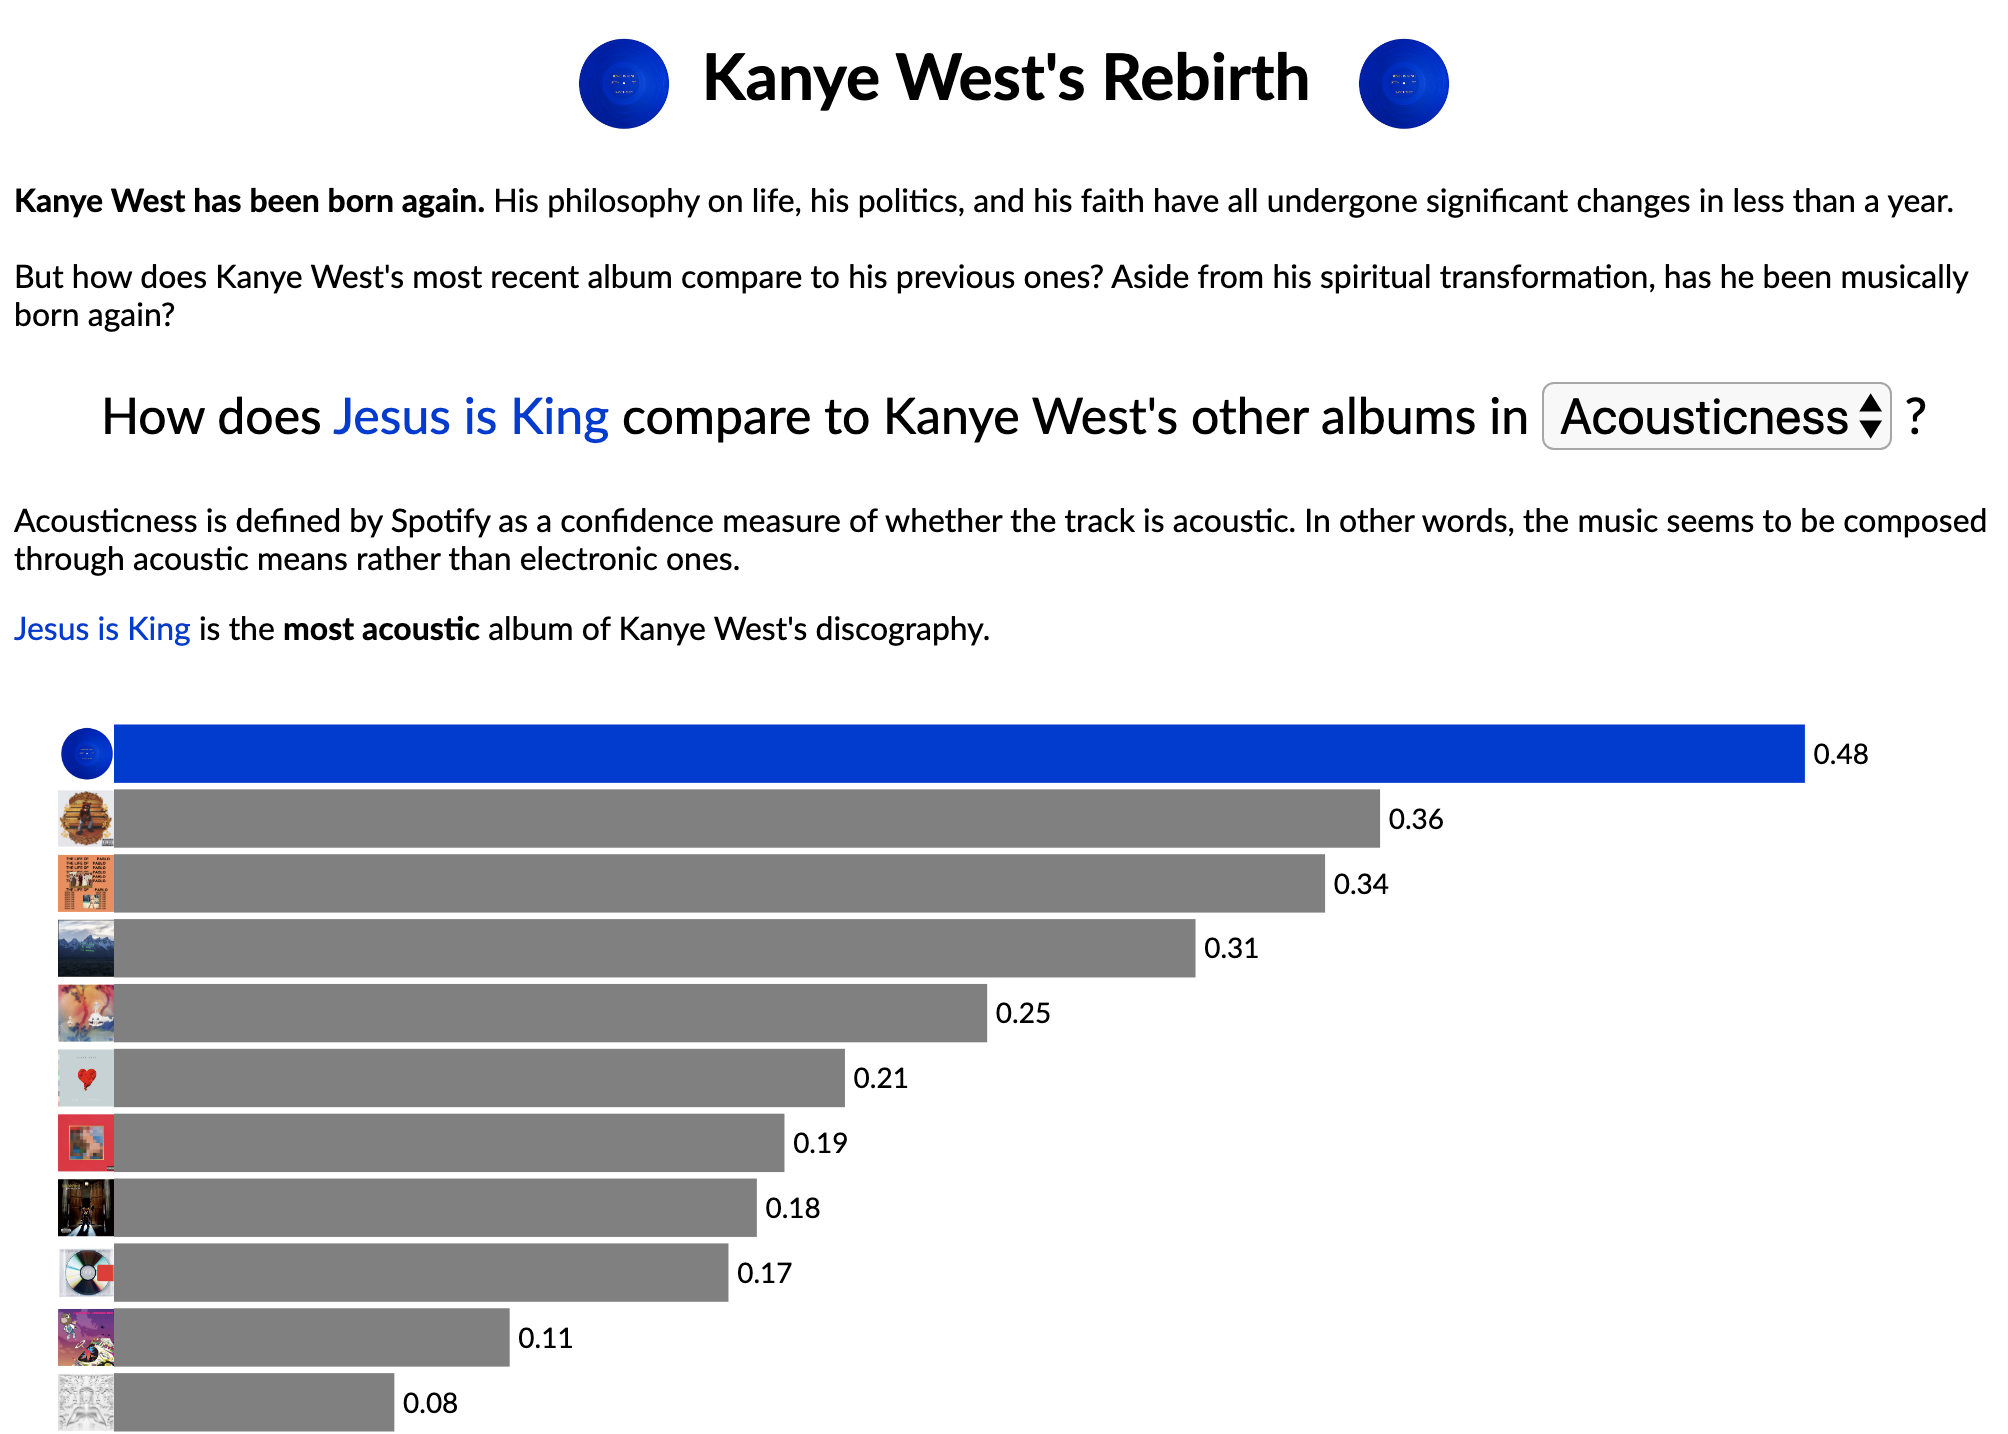 Kanye West's Rebirth
Kanye West has been born again. His philosophy on life, his politics, and his faith have all undergone significant changes in less than a year.
But how does Kanye West's most recent album compare to his previous ones? Aside from his spiritual transformation, has he been musically
born again?
How does Jesus is King compare to Kanye West's other albums in Acousticness ?
Acousticness is defined by Spotify as a confidence measure of whether the track is acoustic. In other words, the music seems to be composed
through acoustic means rather than electronic ones.
Jesus is King is the most acoustic album of Kanye West's discography.
0.48
0.36
0.34
0.31
0.25
0.21
0.19
0.18
0.17
0.11
0.08